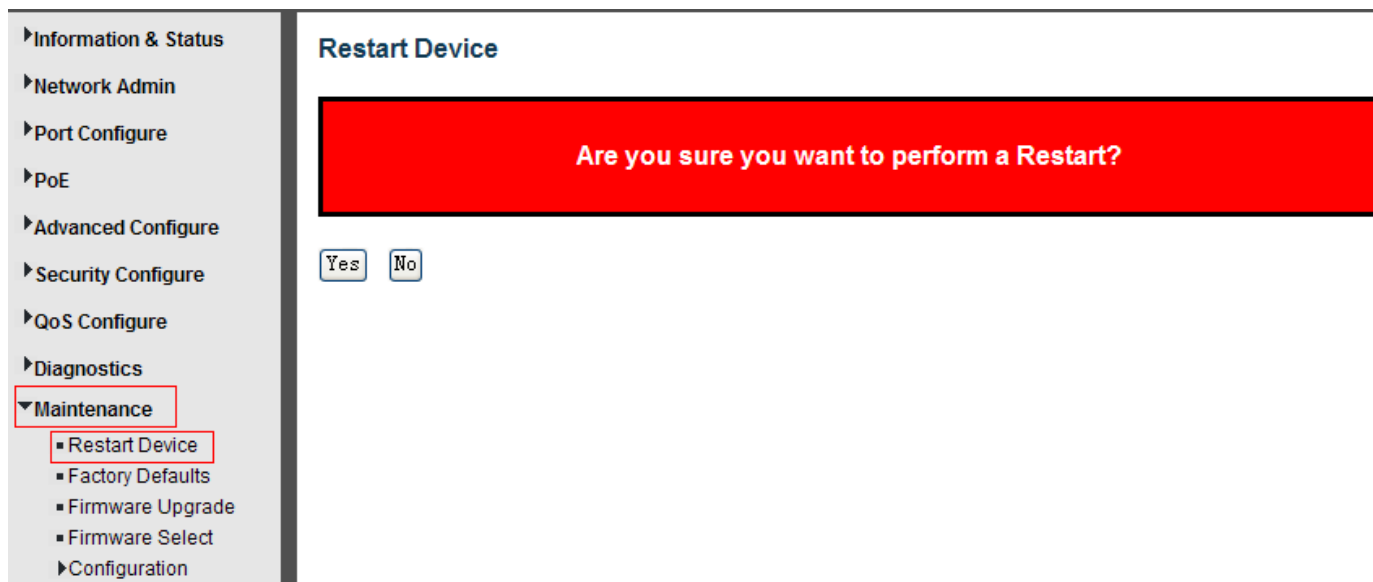 Information & Status
Network Admin
Port Configure
PoE
Advanced Configure
Security Configure
QoS Configure
Diagnostics
Maintenance
Restart Device
Factory Defaults
Firmware Upgrade
Firmware Select
Configuration
Restart Device
Are you sure you want to perform a Restart?
Yes No